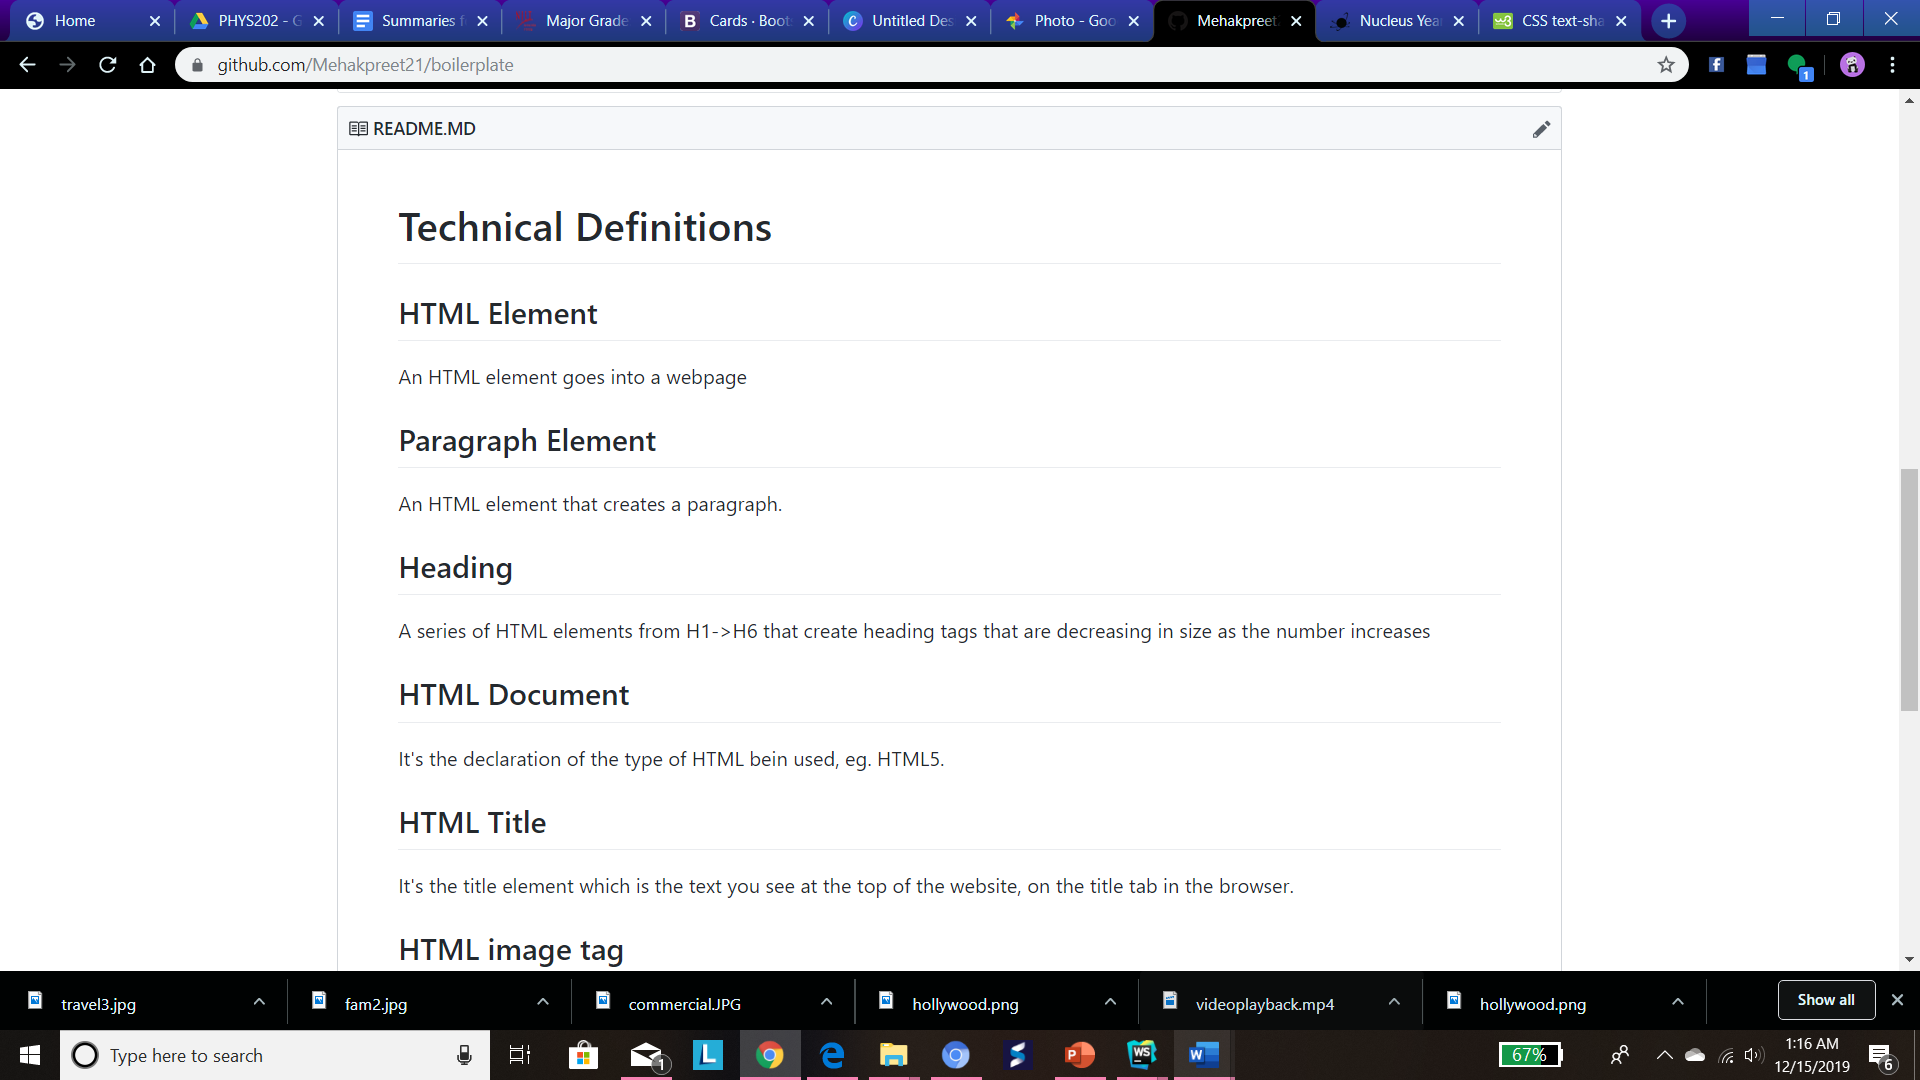 Home PHYS202 - G Summaries f Major Grade Cards · Boot Untitled Des Photo - Goo Mehakpreet Nucleus Yea CSS text-sha
github.com/Mehakpreet21/boilerplate
1
README.MD
Technical Definitions
HTML Element
An HTML element goes into a webpage
Paragraph Element
An HTML element that creates a paragraph.
Heading
A series of HTML elements from H1->H6 that create heading tags that are decreasing in size as the number increases
HTML Document
It's the declaration of the type of HTML bein used, eg. HTML5.
HTML Title
It's the title element which is the text you see at the top of the website, on the title tab in the browser.
HTML image tag
travel3.jpg fam2.jpg commercial.JPG hollywood.png videoplayback.mp4 hollywood.png Show all
Type here to search 1 L P WS W 67% 1:16 AM
12/15/2019 6